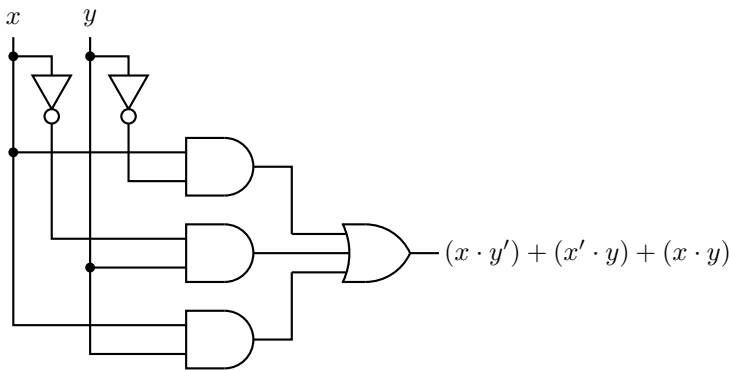 x y
(x · y′) + (x′ · y) + (x · y)